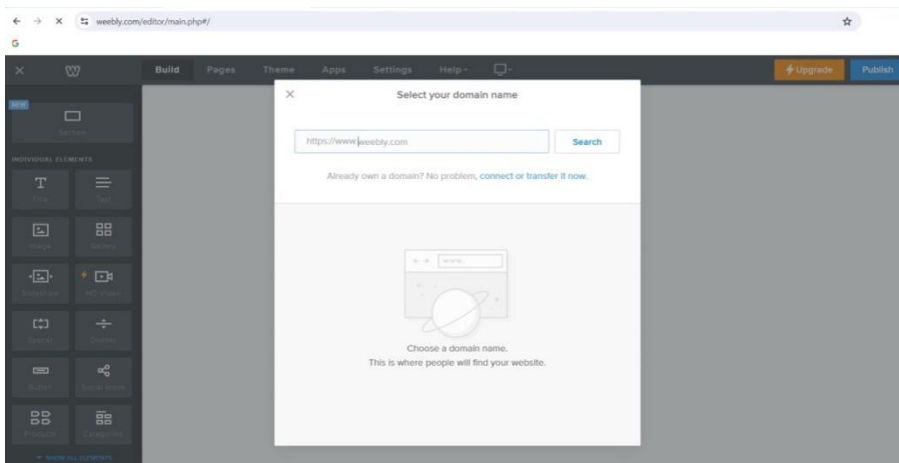 weebly.com/editor/main.php#/
G
W
Build Pages Theme Apps Settings Help
Upgrade Publish
Select your domain name
NEW
Section
https://www.weebly.com Search
INDIVIDUAL ELEMENTS
Already own a domain? No problem, connect or transfer it now.
Title Text
Image Gallery
www.
Slideshow HD Video
Spacer Divider
Choose a domain name.
This is where people will find your website.
Button Social Icons
Products Categories
SHOW ALL ELEMENTS